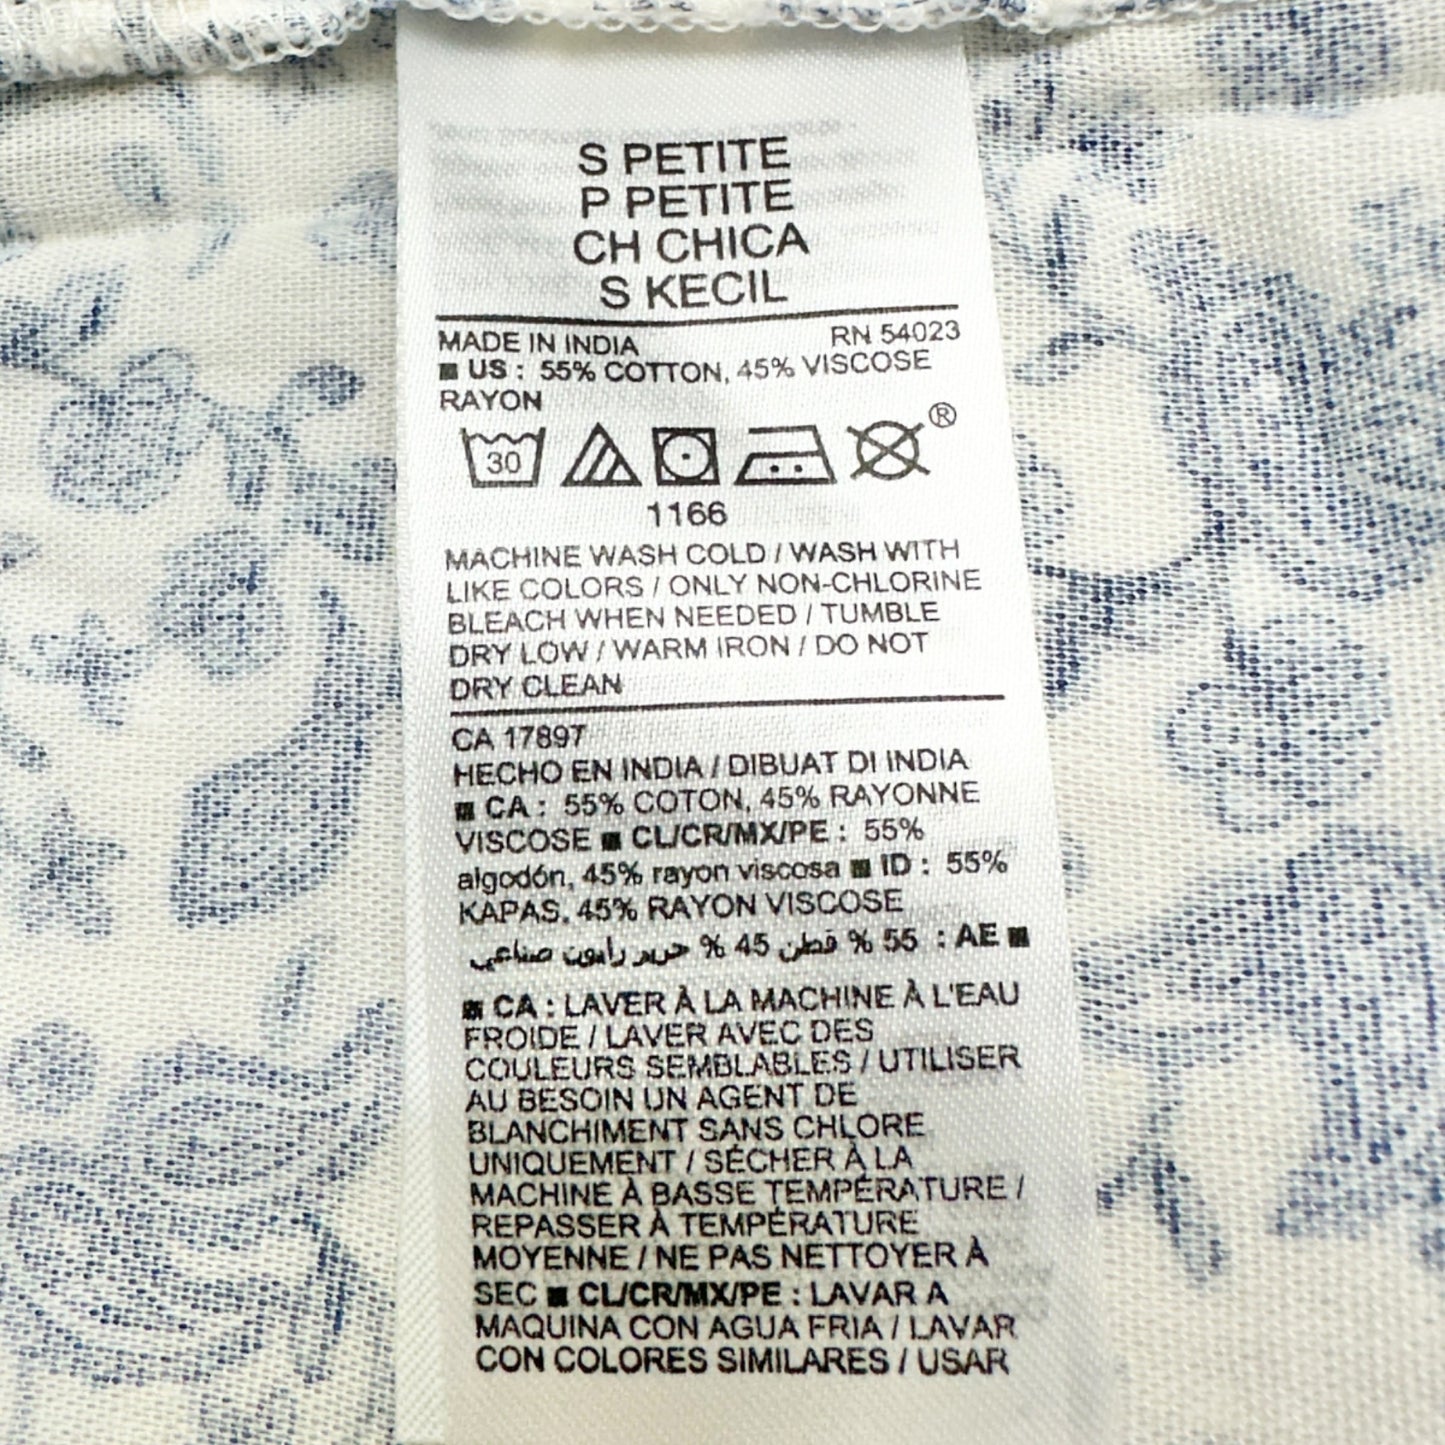 S PETITE
P PETITE
CH CHICA
S KECIL
MADE IN INDIA RN 54023
■ US : 55% COTTON, 45% VISCOSE
RAYON
30 ®
1166
MACHINE WASH COLD / WASH WITH
LIKE COLORS / ONLY NON-CHLORINE
BLEACH WHEN NEEDED / TUMBLE
DRY LOW / WARM IRON / DO NOT
DRY CLEAN
CA 17897
HECHO EN INDIA / DIBUAT DI INDIA
■ CA : 55% COTON, 45% RAYONNE
VISCOSE ■ CL/CR/MX/PE : 55%
algodón, 45% rayon viscosa ■ ID : 55%
KAPAS, 45% RAYON VISCOSE
■ AE : 55 % قطن 45 % حرير رايون صناعي
■ CA : LAVER À LA MACHINE À L'EAU
FROIDE / LAVER AVEC DES
COULEURS SEMBLABLES / UTILISER
AU BESOIN UN AGENT DE
BLANCHIMENT SANS CHLORE
UNIQUEMENT / SÉCHER À LA
MACHINE À BASSE TEMPÉRATURE /
REPASSER À TEMPÉRATURE
MOYENNE / NE PAS NETTOYER À
SEC ■ CL/CR/MX/PE : LAVAR A
MAQUINA CON AGUA FRIA / LAVAR
CON COLORES SIMILARES / USAR